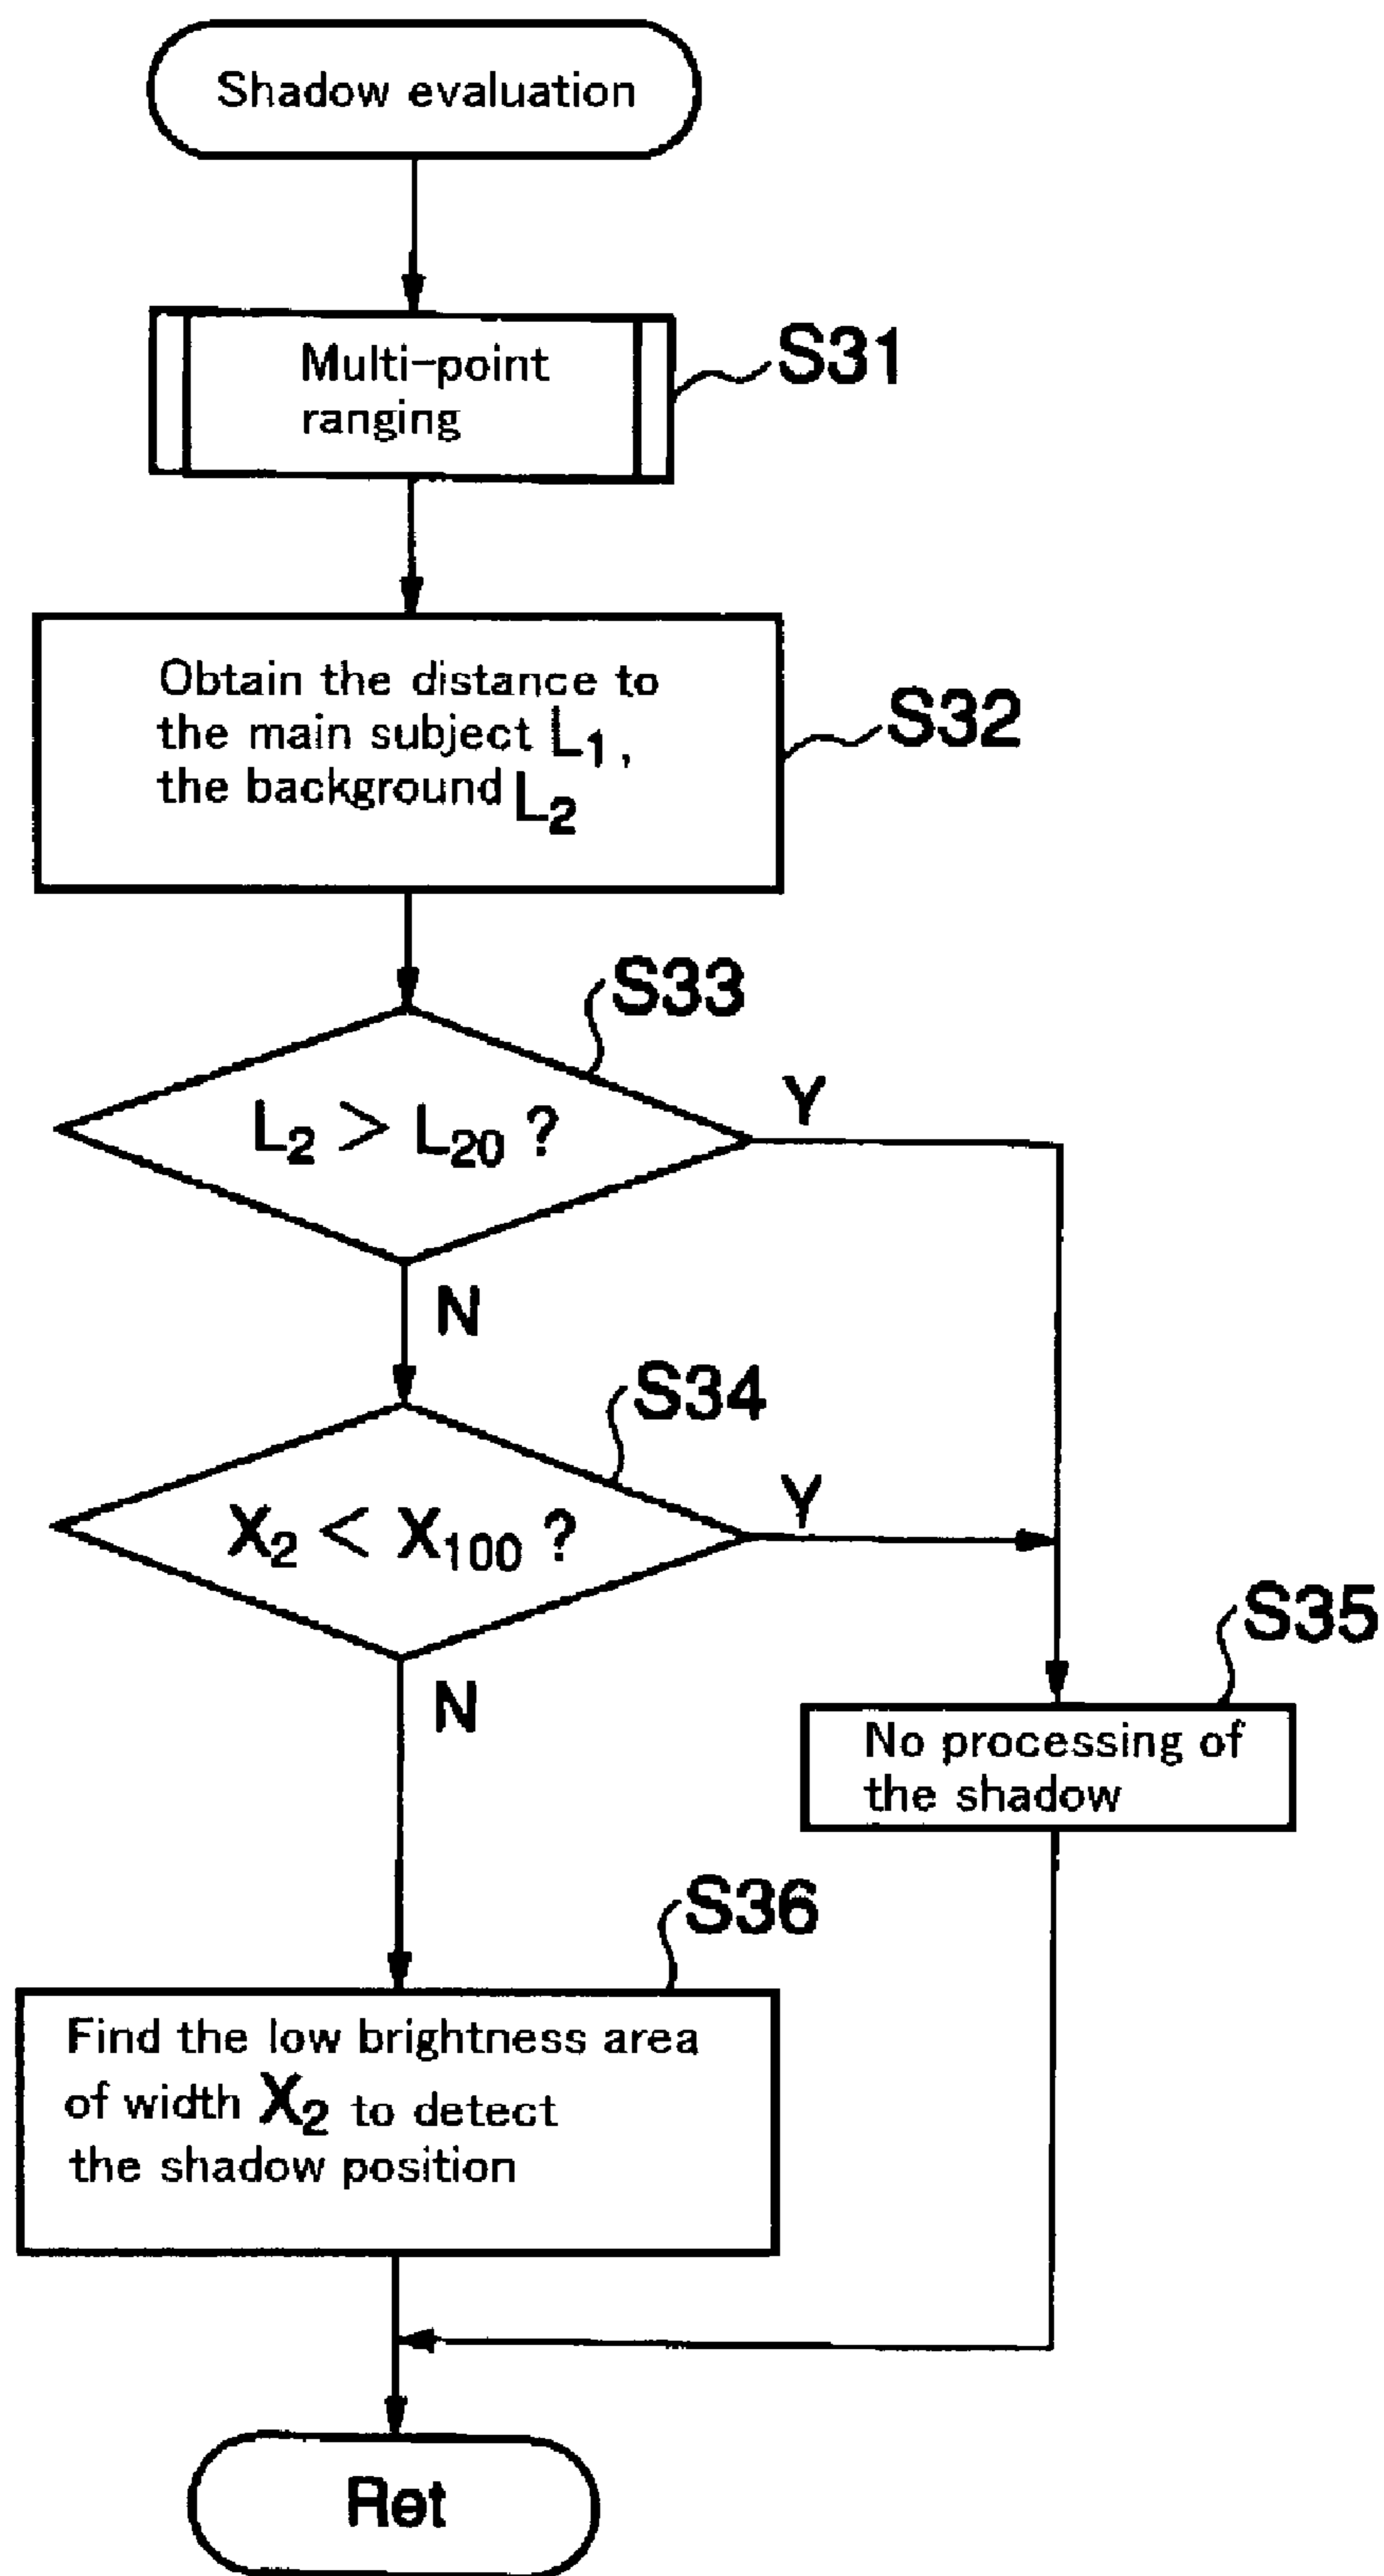 Shadow evaluation
Multi-point
ranging
S31
Obtain the distance to
the main subject L1,
the background L2
S32
S33
L2 > L20 ?
Y
N
S34
X2 < X100 ?
Y
N
S35
No processing of
the shadow
S36
Find the low brightness area
of width X2 to detect
the shadow position
Ret